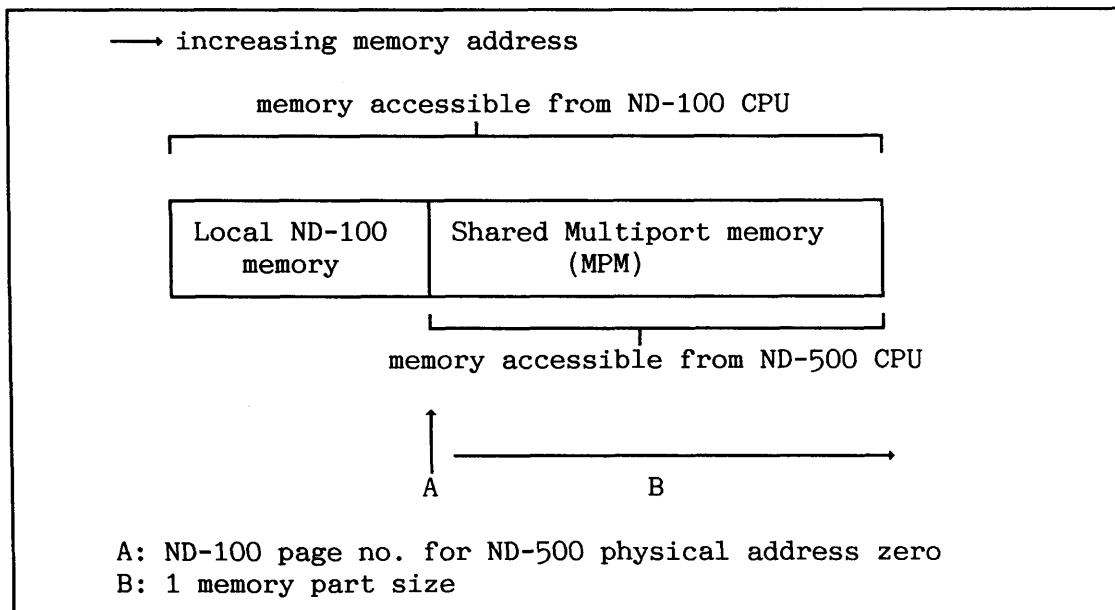 → increasing memory address
memory accessible from ND-100 CPU
Local ND-100 memory
Shared Multiport memory (MPM)
memory accessible from ND-500 CPU
A
B
A: ND-100 page no. for ND-500 physical address zero
B: 1 memory part size